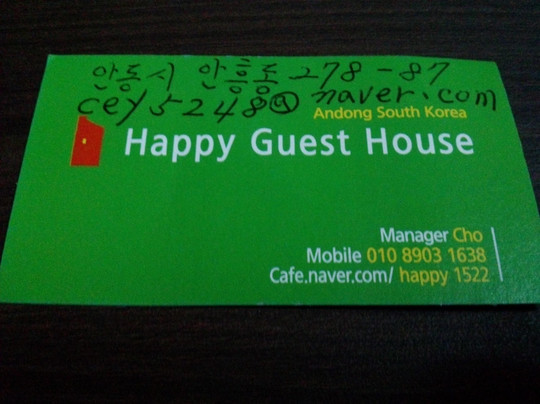 안동시 안흥동 278-87
cey5248@naver.com
Andong South Korea
Happy Guest House
Manager Cho
Mobile 010 8903 1638
Cafe.naver.com/ happy 1522